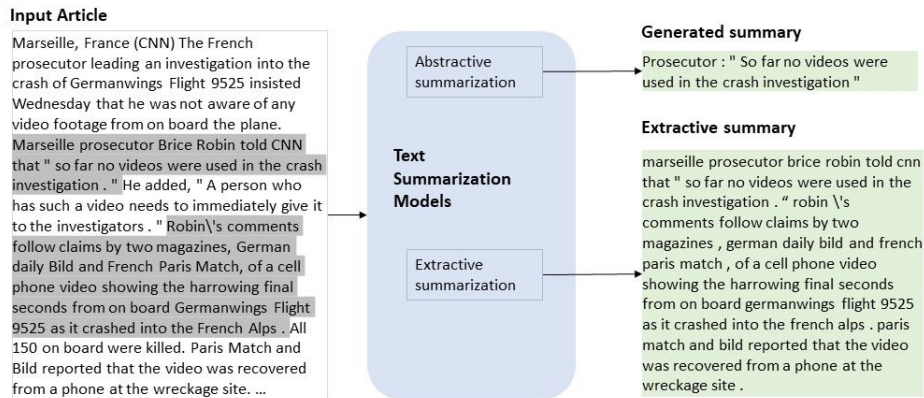 Input Article
Marseille, France (CNN) The French
prosecutor leading an investigation into the
crash of Germanwings Flight 9525 insisted
Wednesday that he was not aware of any
video footage from on board the plane.
Marseille prosecutor Brice Robin told CNN
that " so far no videos were used in the crash
investigation . " He added, " A person who
has such a video needs to immediately give it
to the investigators . " Robin\'s comments
follow claims by two magazines, German
daily Bild and French Paris Match, of a cell
phone video showing the harrowing final
seconds from on board Germanwings Flight
9525 as it crashed into the French Alps . All
150 on board were killed. Paris Match and
Bild reported that the video was recovered
from a phone at the wreckage site. ...
Text
Summarization
Models
Abstractive
summarization
Extractive
summarization
Generated summary
Prosecutor : " So far no videos were
used in the crash investigation "
Extractive summary
marseille prosecutor brice robin told cnn
that " so far no videos were used in the
crash investigation . “ robin \'s
comments follow claims by two
magazines , german daily bild and french
paris match , of a cell phone video
showing the harrowing final seconds
from on board germanwings flight 9525
as it crashed into the french alps . paris
match and bild reported that the video
was recovered from a phone at the
wreckage site .